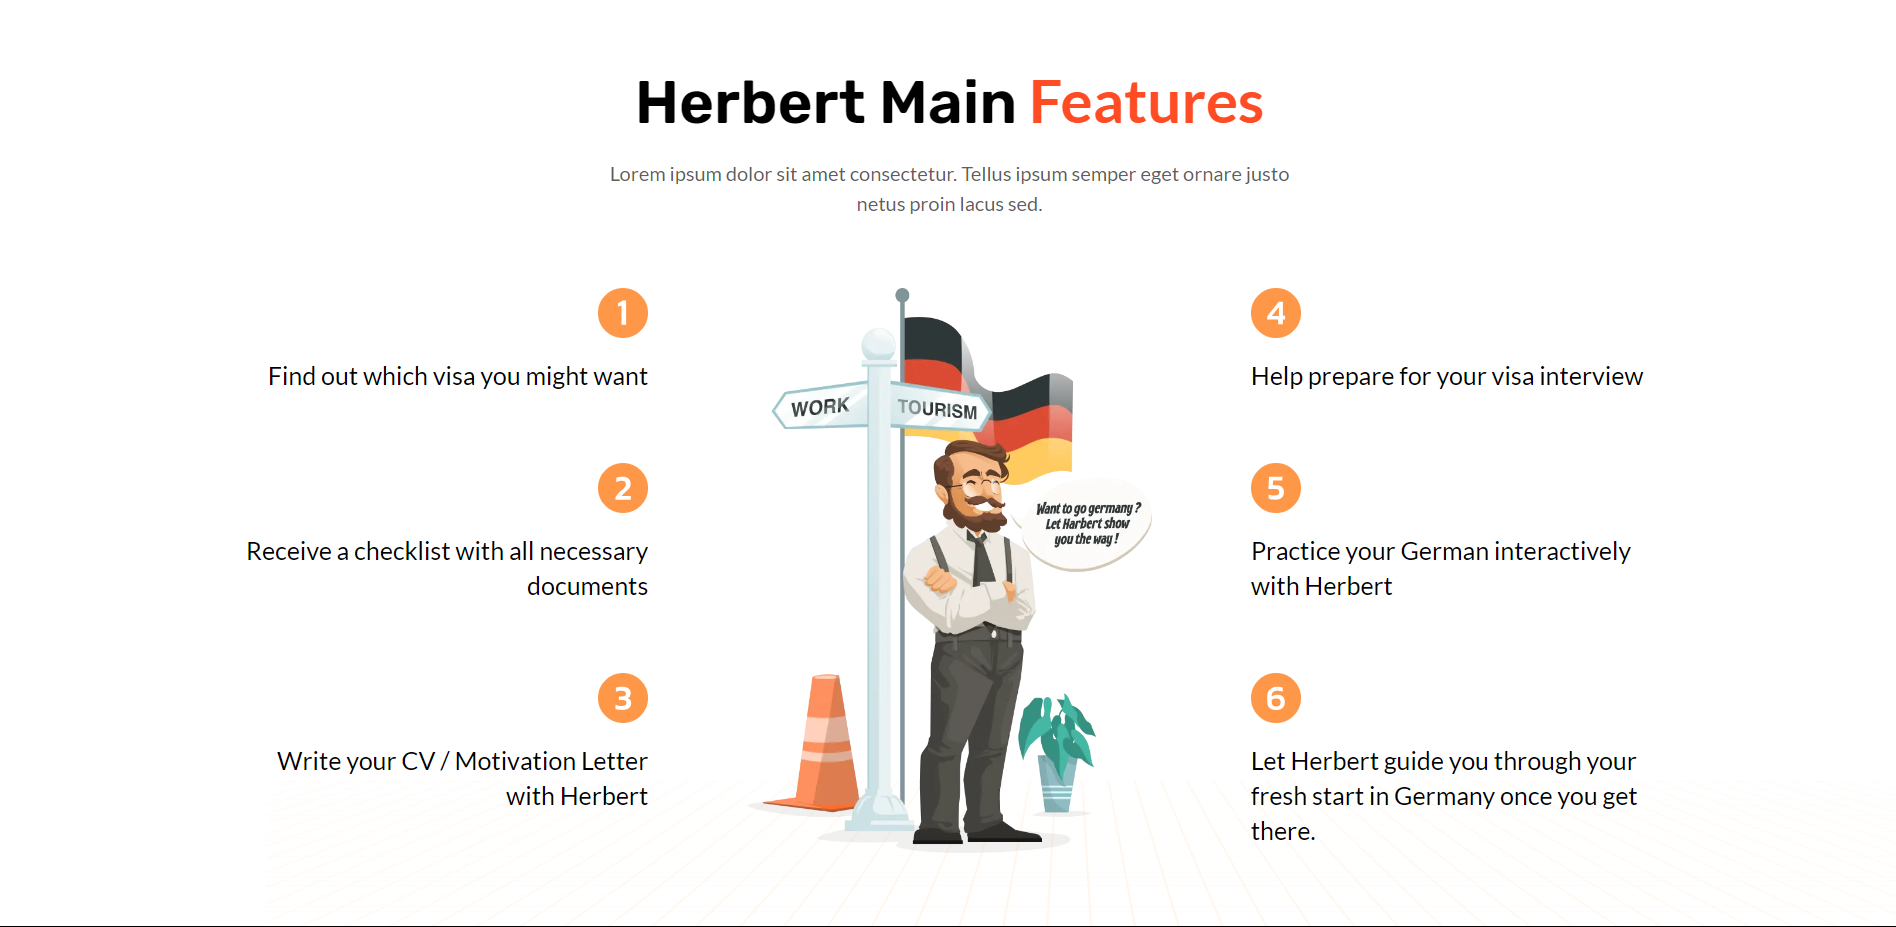 Herbert Main Features
Lorem ipsum dolor sit amet consectetur. Tellus ipsum semper eget ornare justo
netus proin lacus sed.
1
Find out which visa you might want
2
Receive a checklist with all necessary
documents
3
Write your CV / Motivation Letter
with Herbert
WORK
TOURISM
Want to go germany ?
Let Harbert show
you the way !
4
Help prepare for your visa interview
5
Practice your German interactively
with Herbert
6
Let Herbert guide you through your
fresh start in Germany once you get
there.